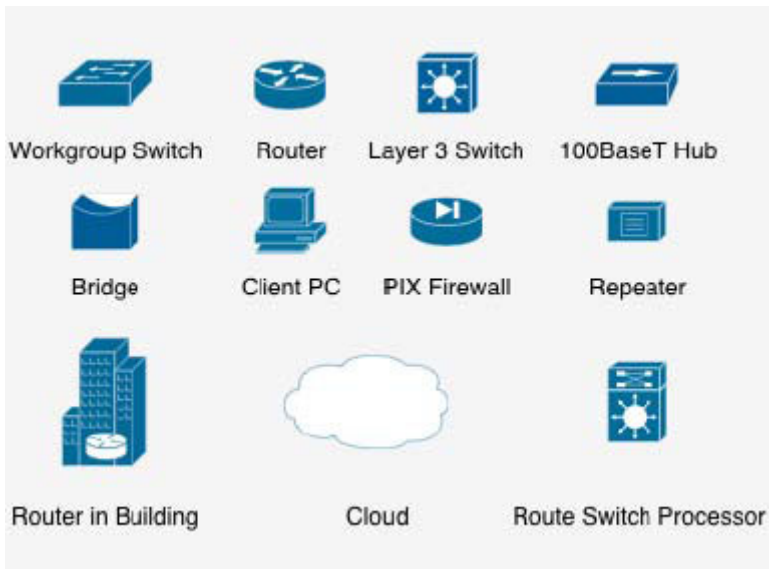 Workgroup Switch
Router
Layer 3 Switch
100BaseT Hub
Bridge
Client PC
PIX Firewall
Repeater
Router in Building
Cloud
Route Switch Processor